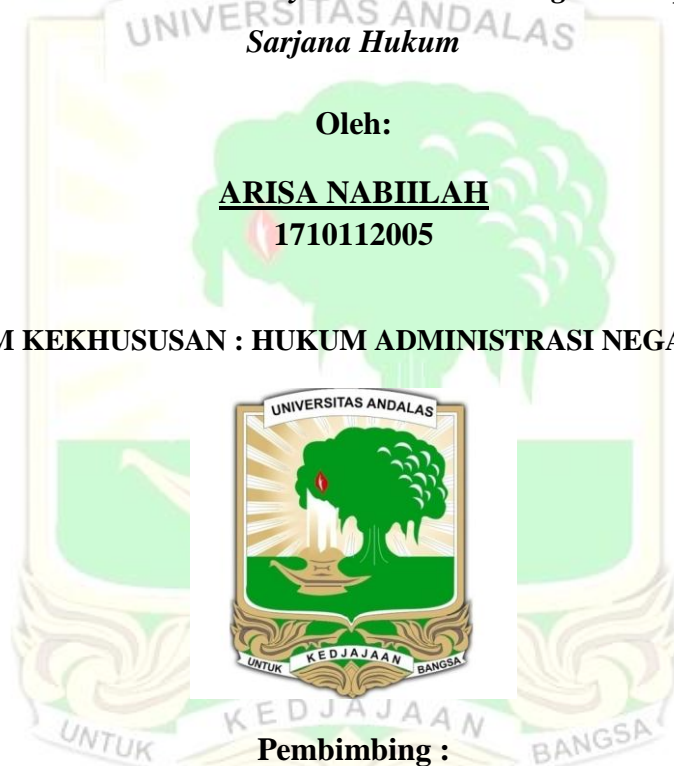 UNIVERSITAS ANDALAS
Sarjana Hukum
Oleh:
ARISA NABIILAH
1710112005
KEKHUSUSAN : HUKUM ADMINISTRASI
UNIVERSITAS ANDALAS
UNTUK KEDJAJAAN BANGSA
UNTUK KEDJAJAAN BANGSA
Pembimbing :